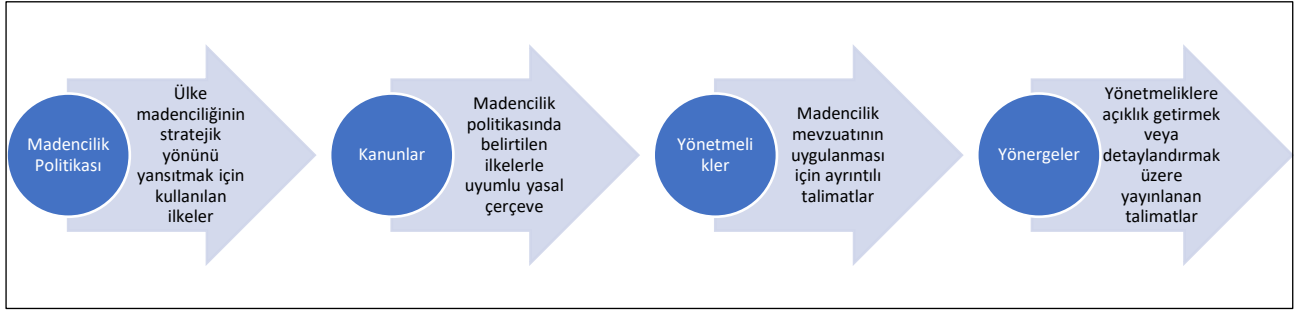 Madencilik
Politikası
Ülke
madenciliğinin
stratejik
yönünü
yansıtmak için
kullanılan
ilkeler
Kanunlar
Madencilik
politikasında
belirtilen
ilkelerle
uyumlu yasal
çerçeve
Yönetmeli
kler
Madencilik
mevzuatının
uygulanması
için ayrıntılı
talimatlar
Yönergeler
Yönetmeliklere
açıklık getirmek
veya
detaylandırmak
üzere
yayınlanan
talimatlar